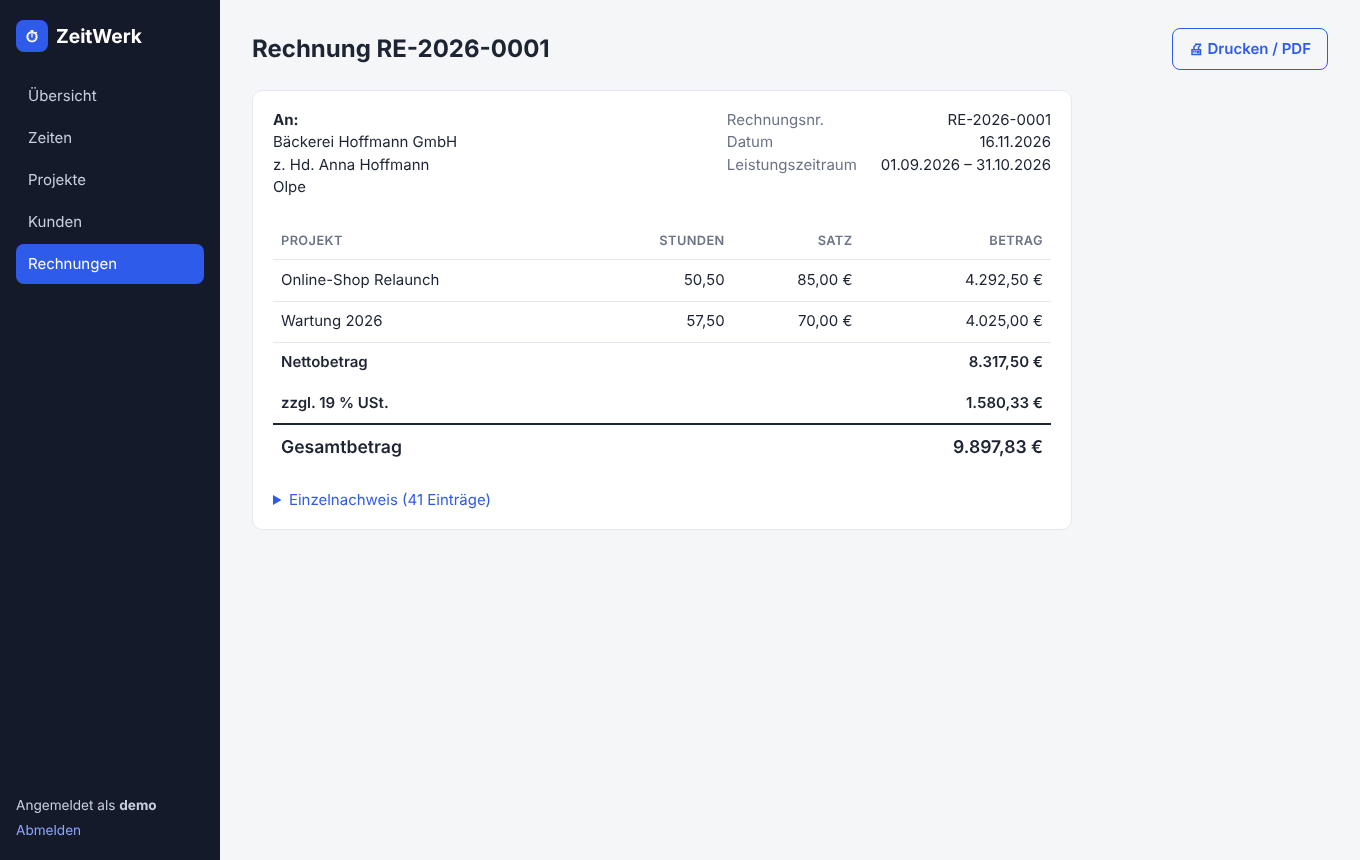 ZeitWerk
Übersicht
Zeiten
Projekte
Kunden
Rechnungen
Angemeldet als demo
Abmelden
Rechnung RE-2026-0001
Drucken / PDF
An:
Bäckerei Hoffmann GmbH
z. Hd. Anna Hoffmann
Olpe
Rechnungsnr. RE-2026-0001
Datum 16.11.2026
Leistungszeitraum 01.09.2026 – 31.10.2026
PROJEKT STUNDEN SATZ BETRAG
Online-Shop Relaunch 50,50 85,00 € 4.292,50 €
Wartung 2026 57,50 70,00 € 4.025,00 €
Nettobetrag 8.317,50 €
zzgl. 19 % USt. 1.580,33 €
Gesamtbetrag 9.897,83 €
Einzelnachweis (41 Einträge)